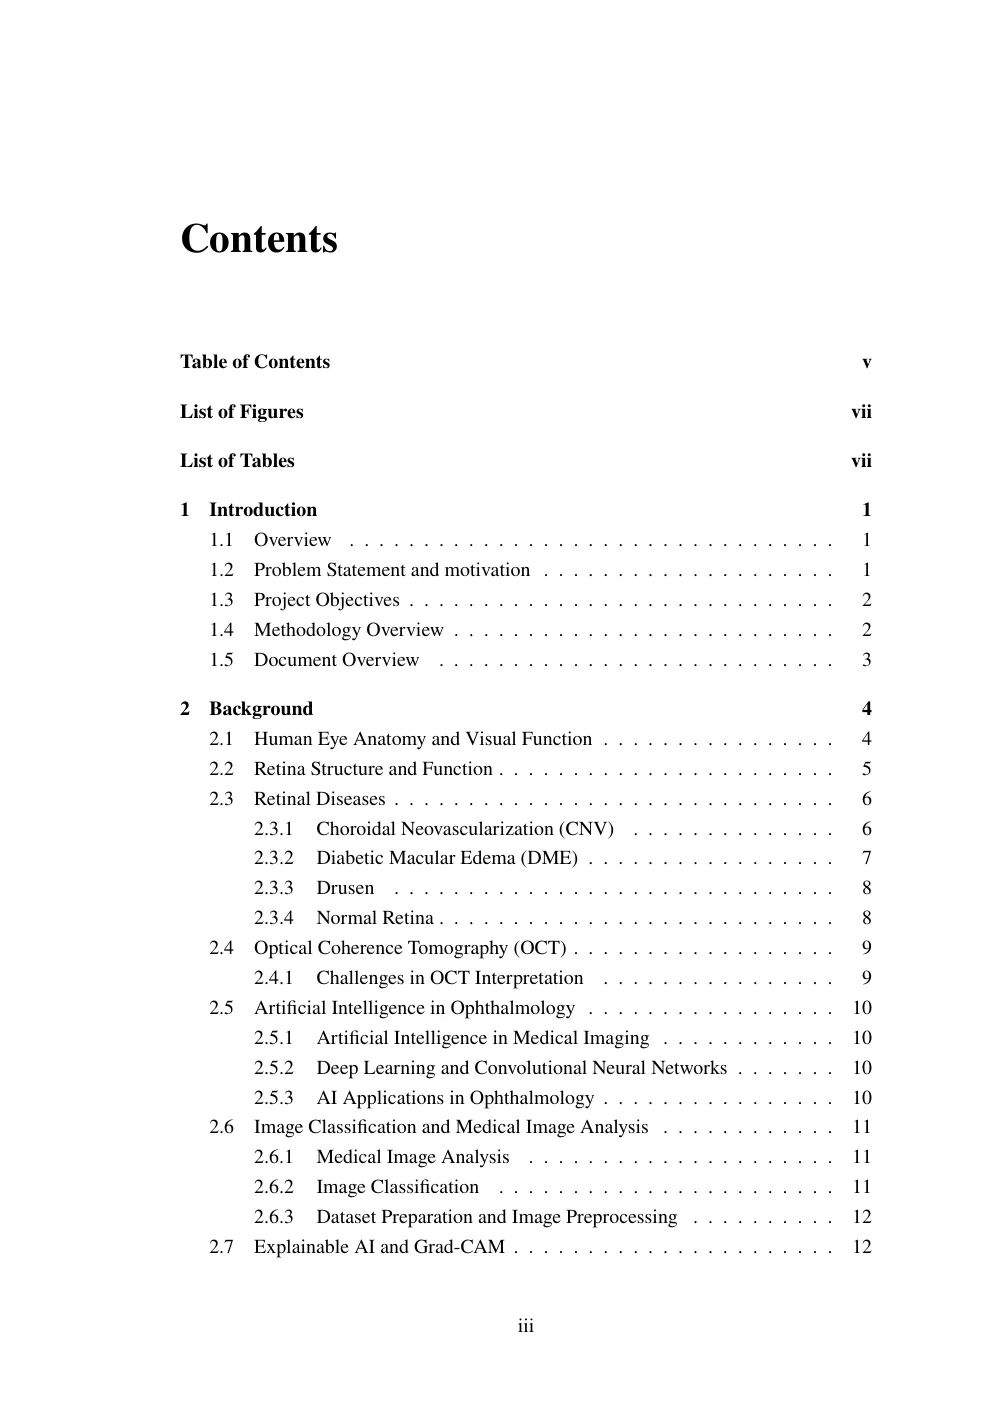 Contents
Table of Contents v
List of Figures vii
List of Tables vii
1 Introduction 1
1.1 Overview . . . . . . . . . . . . . . . . . . . . . . . . . . . . . . . . . 1
1.2 Problem Statement and motivation . . . . . . . . . . . . . . . . . . . . 1
1.3 Project Objectives . . . . . . . . . . . . . . . . . . . . . . . . . . . . . 2
1.4 Methodology Overview . . . . . . . . . . . . . . . . . . . . . . . . . . 2
1.5 Document Overview . . . . . . . . . . . . . . . . . . . . . . . . . . . 3
2 Background 4
2.1 Human Eye Anatomy and Visual Function . . . . . . . . . . . . . . . . 4
2.2 Retina Structure and Function . . . . . . . . . . . . . . . . . . . . . . . 5
2.3 Retinal Diseases . . . . . . . . . . . . . . . . . . . . . . . . . . . . . . 6
2.3.1 Choroidal Neovascularization (CNV) . . . . . . . . . . . . . . 6
2.3.2 Diabetic Macular Edema (DME) . . . . . . . . . . . . . . . . . 7
2.3.3 Drusen . . . . . . . . . . . . . . . . . . . . . . . . . . . . . . 8
2.3.4 Normal Retina . . . . . . . . . . . . . . . . . . . . . . . . . . . 8
2.4 Optical Coherence Tomography (OCT) . . . . . . . . . . . . . . . . . . 9
2.4.1 Challenges in OCT Interpretation . . . . . . . . . . . . . . . . 9
2.5 Artificial Intelligence in Ophthalmology . . . . . . . . . . . . . . . . . 10
2.5.1 Artificial Intelligence in Medical Imaging . . . . . . . . . . . . 10
2.5.2 Deep Learning and Convolutional Neural Networks . . . . . . . 10
2.5.3 AI Applications in Ophthalmology . . . . . . . . . . . . . . . . 10
2.6 Image Classification and Medical Image Analysis . . . . . . . . . . . . 11
2.6.1 Medical Image Analysis . . . . . . . . . . . . . . . . . . . . . 11
2.6.2 Image Classification . . . . . . . . . . . . . . . . . . . . . . . 11
2.6.3 Dataset Preparation and Image Preprocessing . . . . . . . . . . 12
2.7 Explainable AI and Grad-CAM . . . . . . . . . . . . . . . . . . . . . . 12
iii